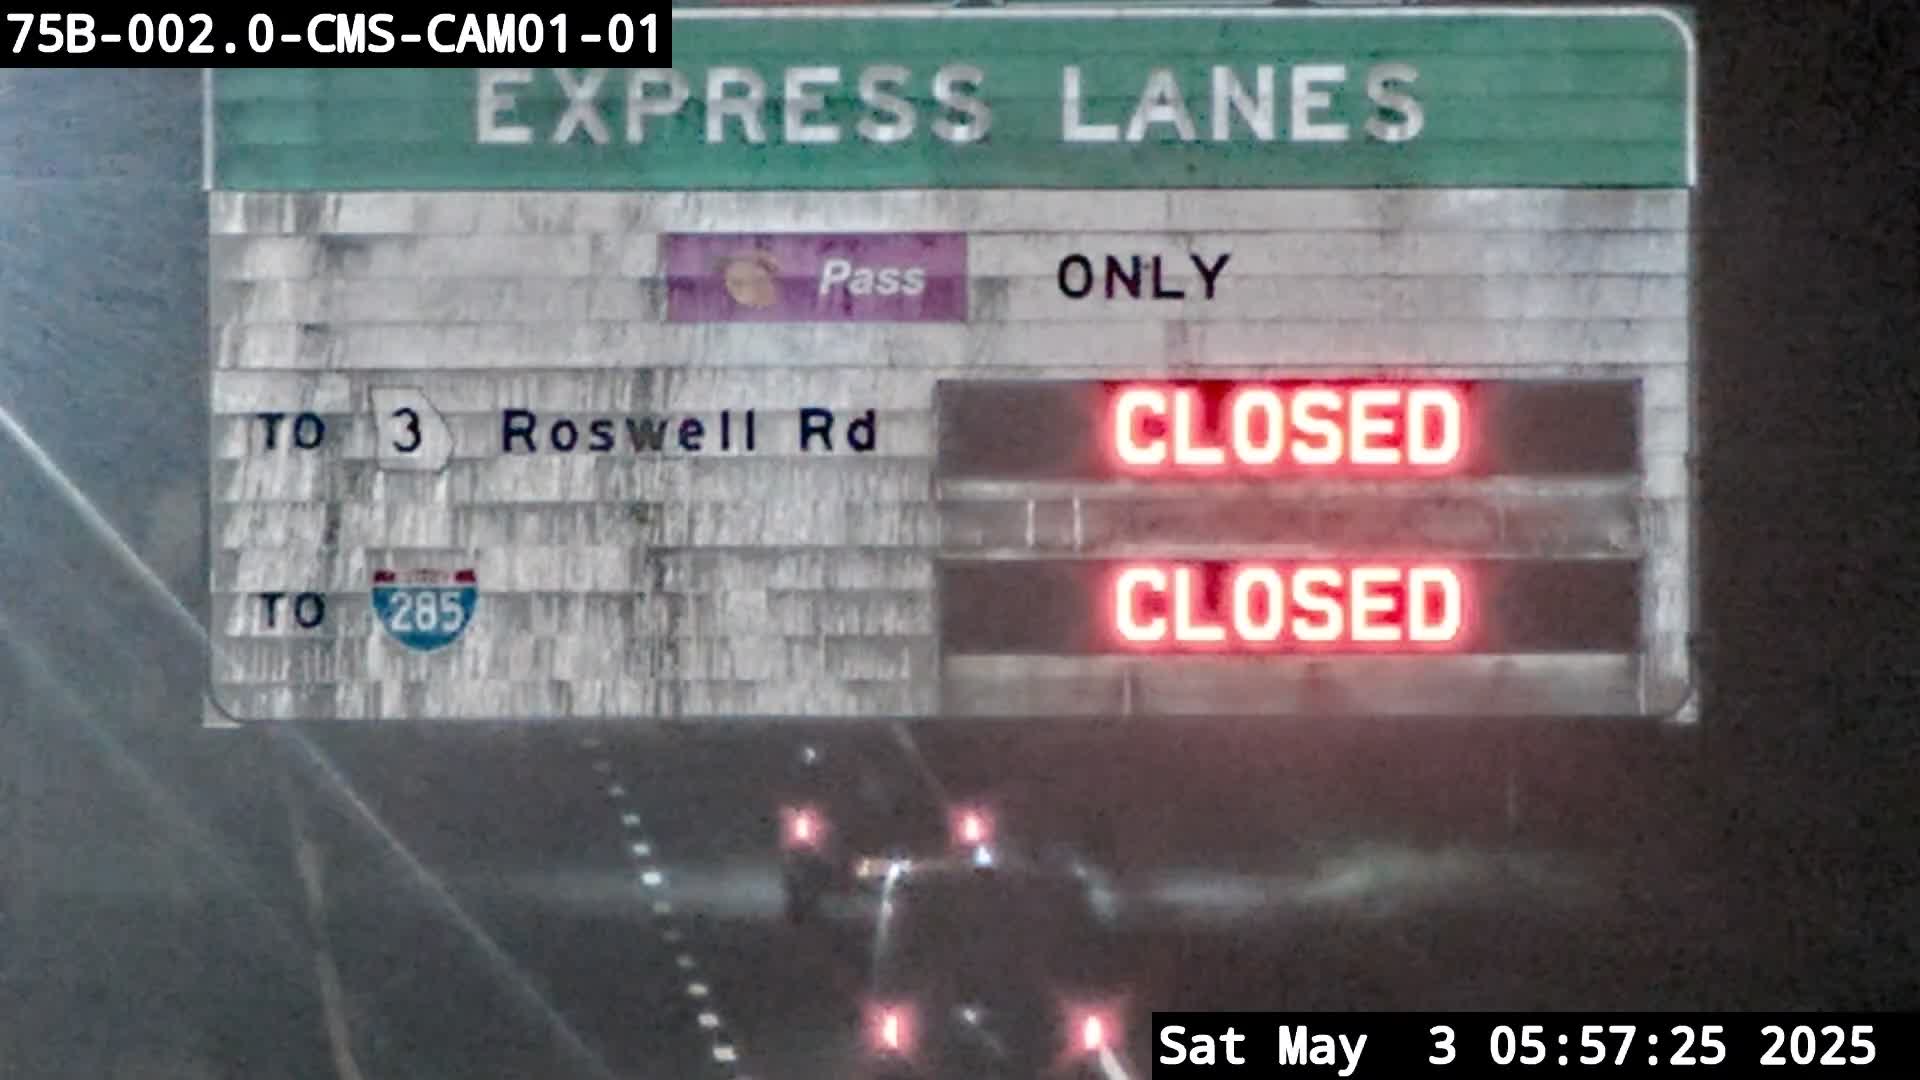 75B-002.0-CMS-CAM01-01
EXPRESS LANES
Pass ONLY
TO 3 Roswell Rd CLOSED
TO 285 CLOSED
Sat May 3 05:57:25 2025